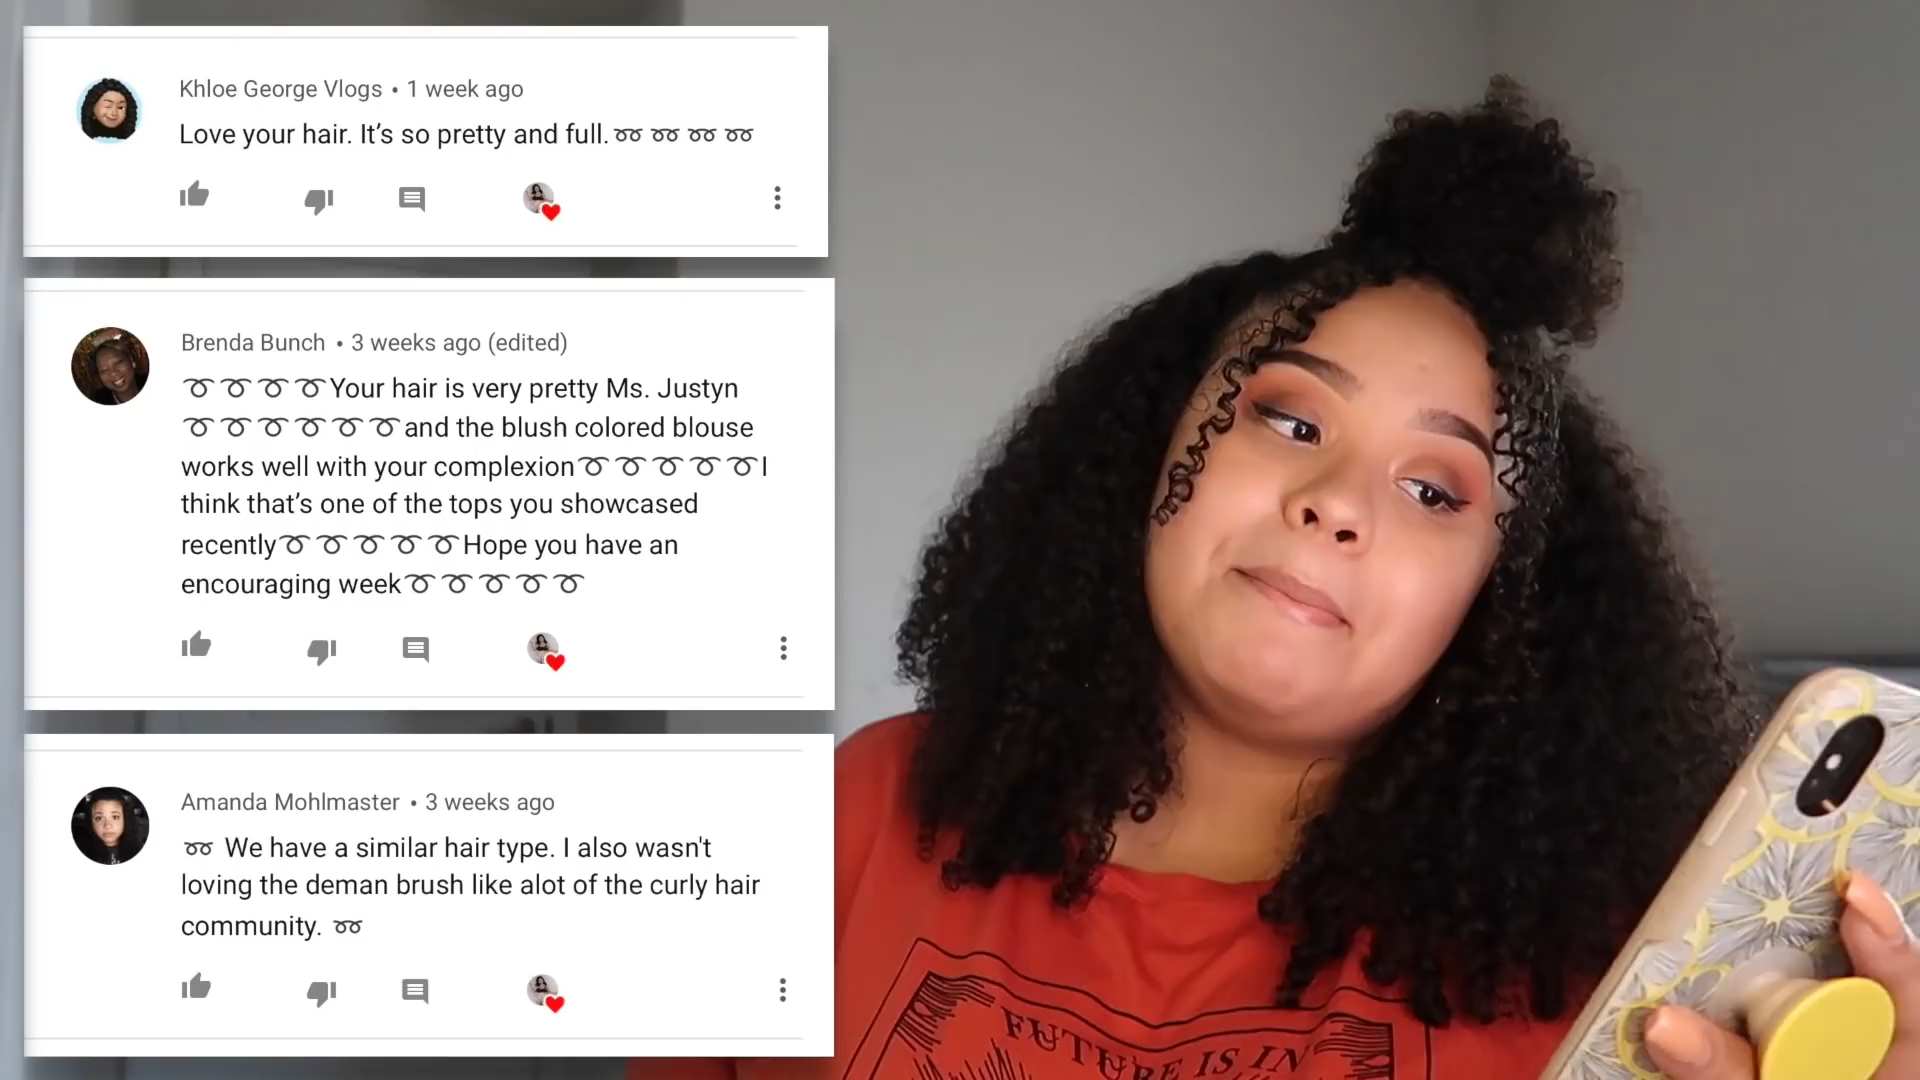 Khloe George Vlogs • 1 week ago
Love your hair. It’s so pretty and full.➿ ➿ ➿ ➿
Brenda Bunch • 3 weeks ago (edited)
➰ ➰ ➰ ➰Your hair is very pretty Ms. Justyn
➰ ➰ ➰ ➰ ➰ ➰and the blush colored blouse
works well with your complexion➰ ➰ ➰ ➰ ➰I
think that’s one of the tops you showcased
recently➰ ➰ ➰ ➰ ➰Hope you have an
encouraging week➰ ➰ ➰ ➰ ➰
Amanda Mohlmaster • 3 weeks ago
➿ We have a similar hair type. I also wasn't
loving the deman brush like alot of the curly hair
community. ➿
FUTURE IS IN